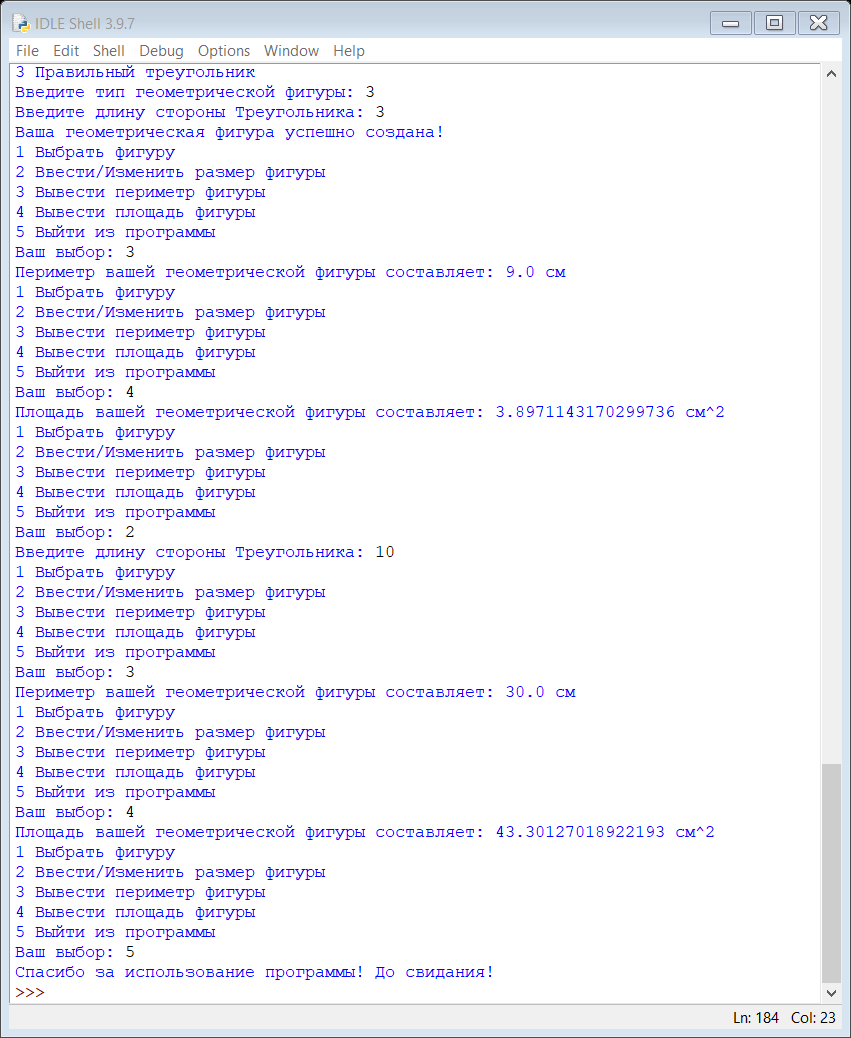 IDLE Shell 3.9.7
File Edit Shell Debug Options Window Help
3 Правильный треугольник
Введите тип геометрической фигуры: 3
Введите длину стороны Треугольника: 3
Ваша геометрическая фигура успешно создана!
1 Выбрать фигуру
2 Ввести/Изменить размер фигуры
3 Вывести периметр фигуры
4 Вывести площадь фигуры
5 Выйти из программы
Ваш выбор: 3
Периметр вашей геометрической фигуры составляет: 9.0 см
1 Выбрать фигуру
2 Ввести/Изменить размер фигуры
3 Вывести периметр фигуры
4 Вывести площадь фигуры
5 Выйти из программы
Ваш выбор: 4
Площадь вашей геометрической фигуры составляет: 3.8971143170299736 см^2
1 Выбрать фигуру
2 Ввести/Изменить размер фигуры
3 Вывести периметр фигуры
4 Вывести площадь фигуры
5 Выйти из программы
Ваш выбор: 2
Введите длину стороны Треугольника: 10
1 Выбрать фигуру
2 Ввести/Изменить размер фигуры
3 Вывести периметр фигуры
4 Вывести площадь фигуры
5 Выйти из программы
Ваш выбор: 3
Периметр вашей геометрической фигуры составляет: 30.0 см
1 Выбрать фигуру
2 Ввести/Изменить размер фигуры
3 Вывести периметр фигуры
4 Вывести площадь фигуры
5 Выйти из программы
Ваш выбор: 4
Площадь вашей геометрической фигуры составляет: 43.30127018922193 см^2
1 Выбрать фигуру
2 Ввести/Изменить размер фигуры
3 Вывести периметр фигуры
4 Вывести площадь фигуры
5 Выйти из программы
Ваш выбор: 5
Спасибо за использование программы! До свидания!
>>>
Ln: 184 Col: 23